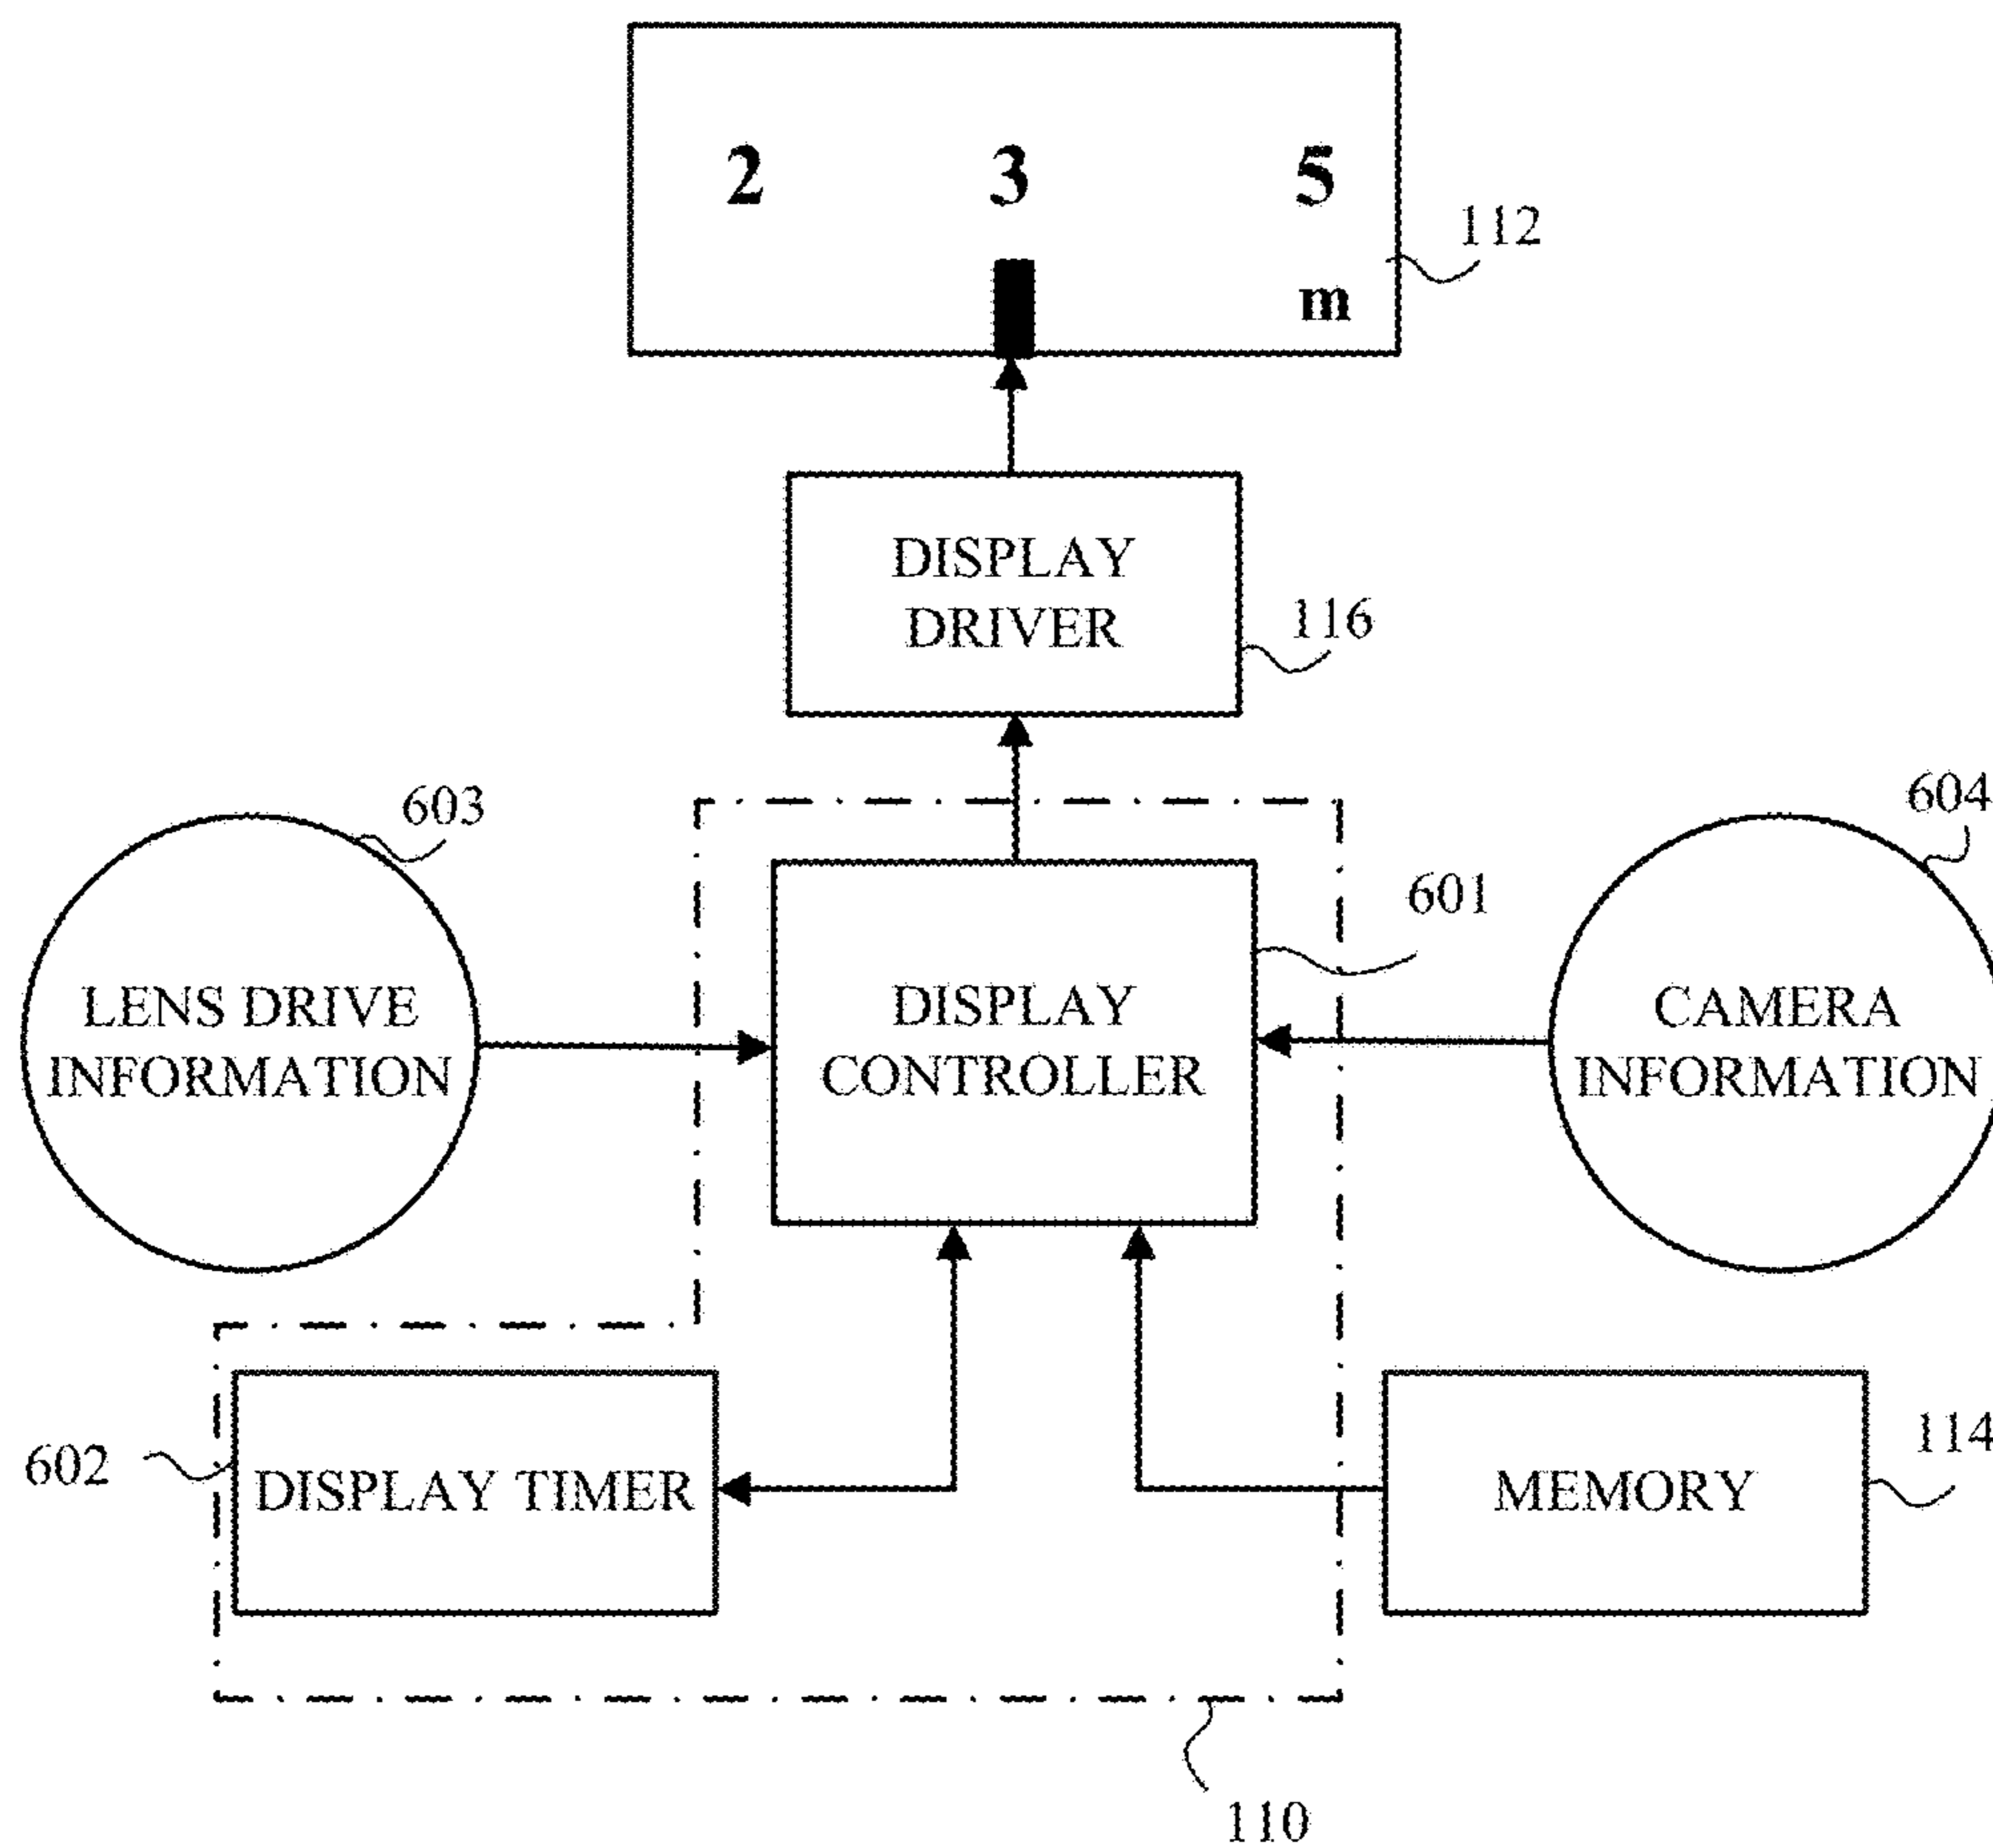 2 3 5
112
m
DISPLAY
DRIVER
116
603
604
601
LENS DRIVE
INFORMATION
DISPLAY
CONTROLLER
CAMERA
INFORMATION
602
DISPLAY TIMER
MEMORY
114
110